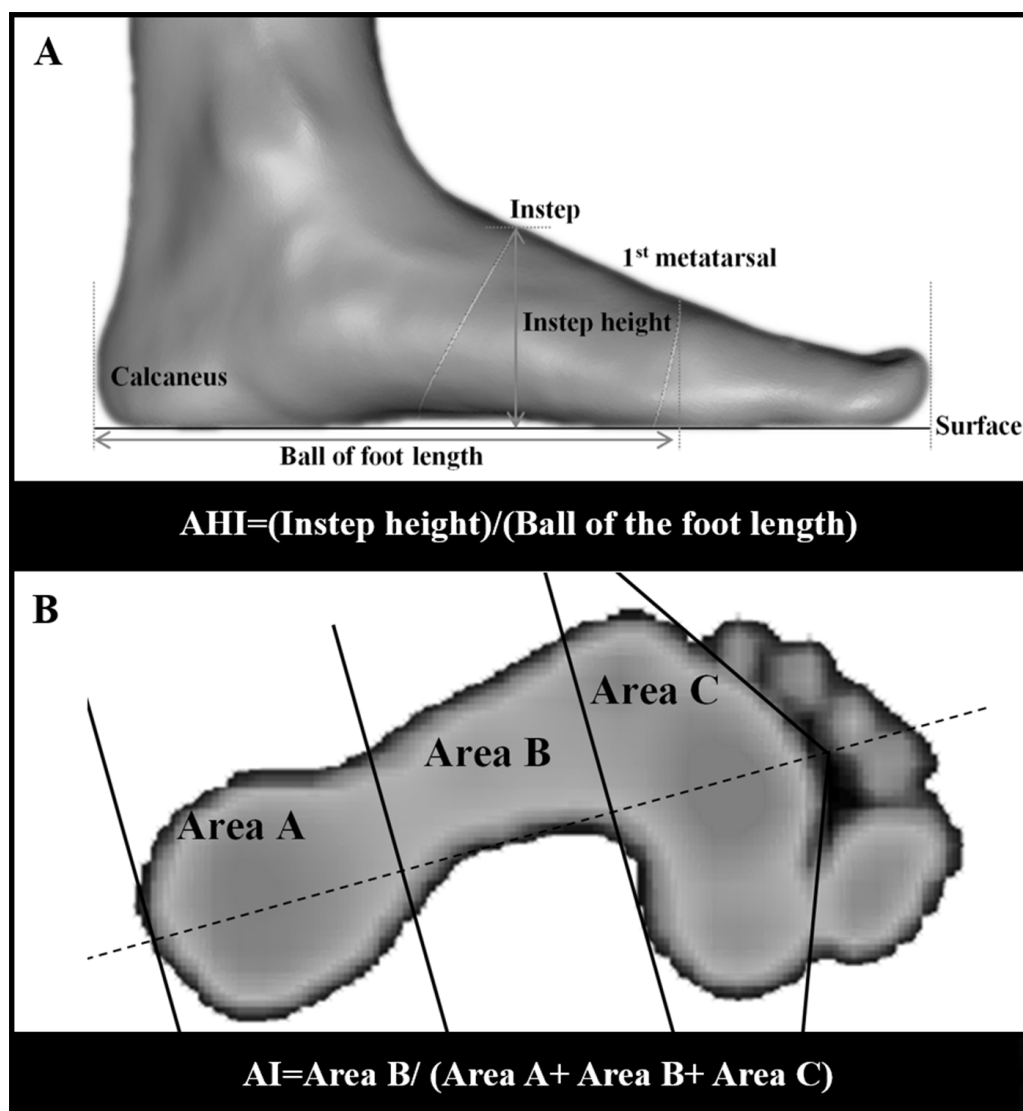 A
Instep
1st metatarsal
Instep height
Calcaneus
Surface
Ball of foot length
AHI=(Instep height)/(Ball of the foot length)
B
Area C
Area B
Area A
AI=Area B/ (Area A+ Area B+ Area C)